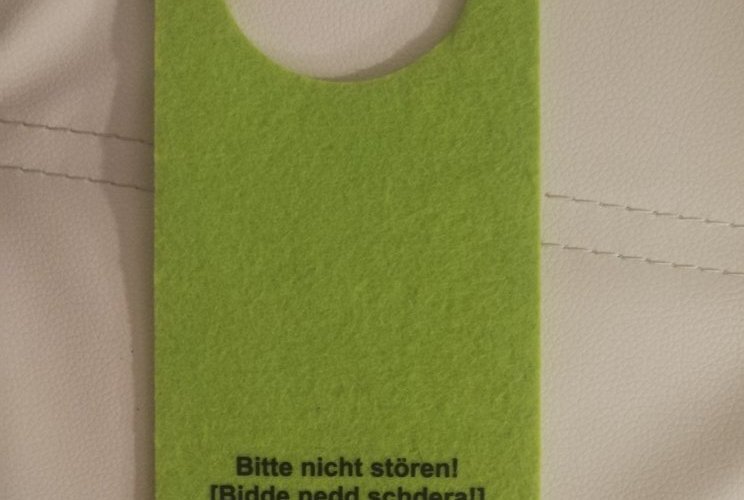 Bitte nicht stören!
[Bidde nedd schdera!]